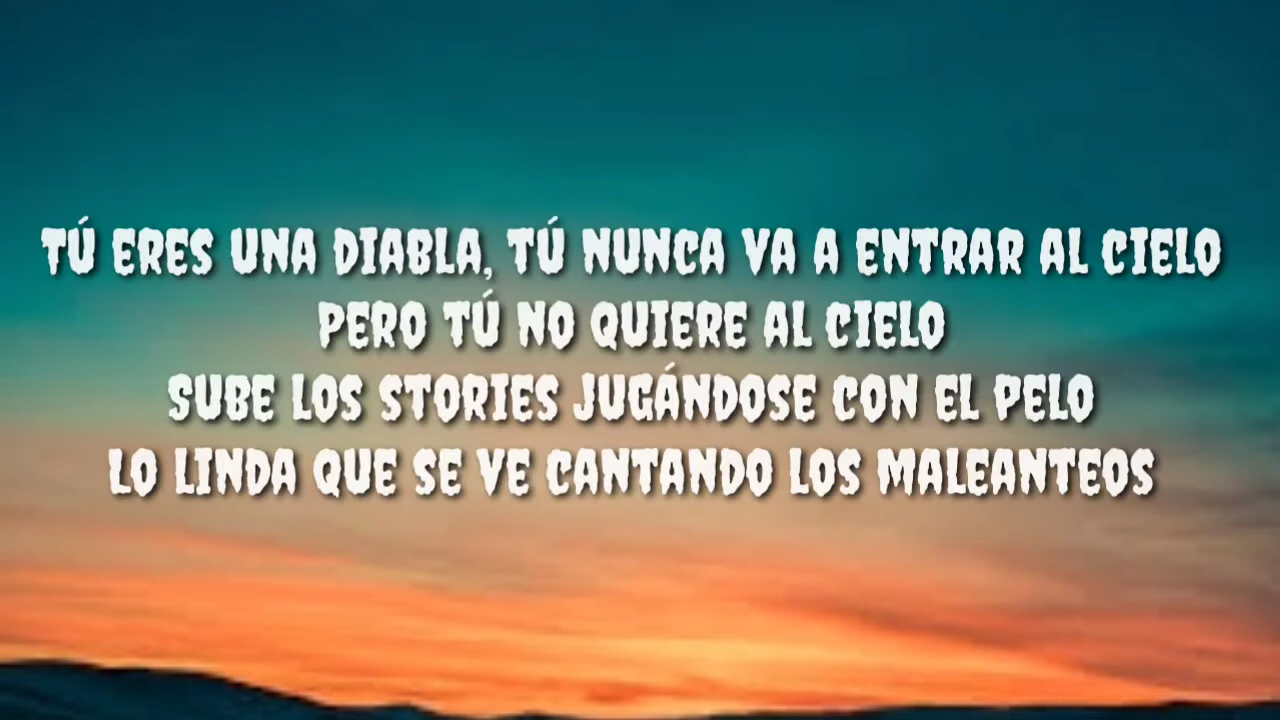 TÚ ERES UNA DIABLA, TÚ NUNCA VA A ENTRAR AL CIELO
PERO TÚ NO QUIERE AL CIELO
SUBE LOS STORIES JUGÁNDOSE CON EL PELO
LO LINDA QUE SE VE CANTANDO LOS MALEANTEOS